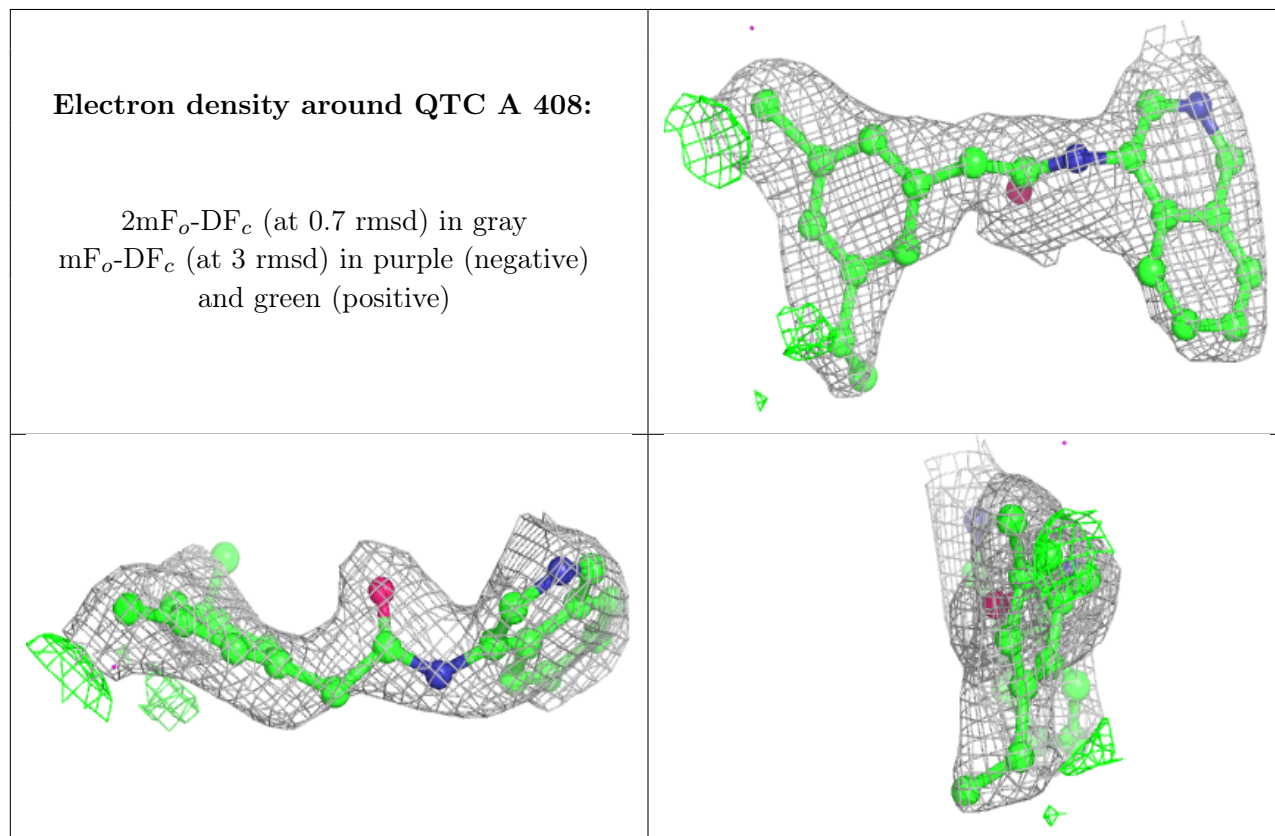 Electron density around QTC A 408:
2mFo-DFc (at 0.7 rmsd) in gray
mFo-DFc (at 3 rmsd) in purple (negative)
and green (positive)